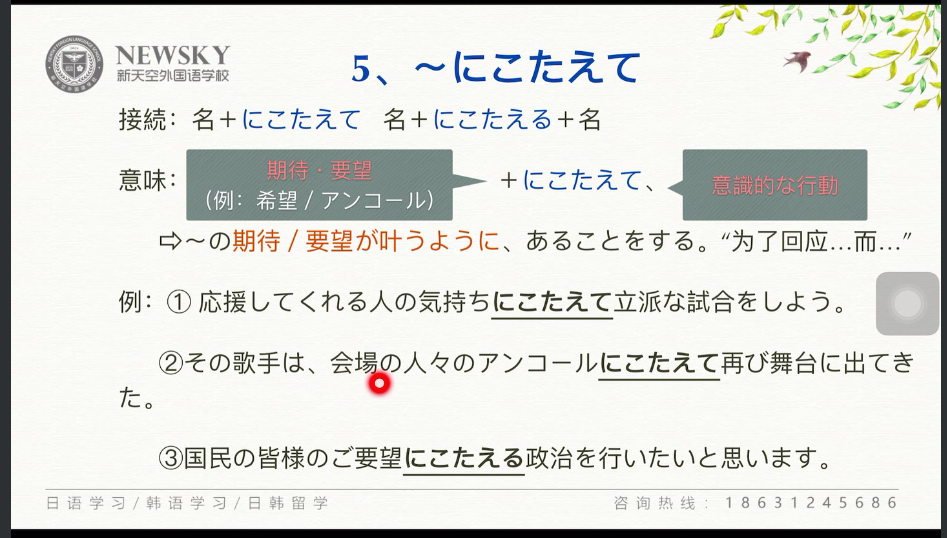 NEWSKY
新天空外国语学校
5、～にこたえて
接続：名＋にこたえて 名＋にこたえる＋名
意味：
期待・要望
（例：希望／アンコール）
＋にこたえて、
意識的な行動
⇨～の期待／要望が叶うように、あることをする。“为了回应…而…”
例：① 応援してくれる人の気持ちにこたえて立派な試合をしよう。
②その歌手は、会場の人々のアンコールにこたえて再び舞台に出てき
た。
③国民の皆様のご要望にこたえる政治を行いたいと思います。
日语学习/韩语学习/日韩留学
咨询热线：18631245686